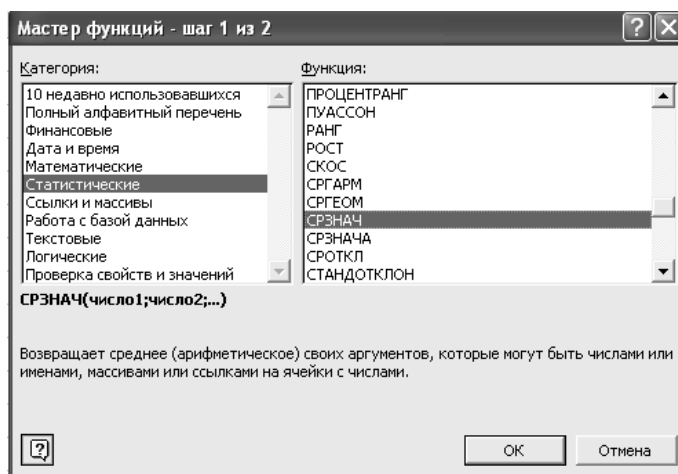 Мастер функций - шаг 1 из 2
Категория:
10 недавно использовавшихся
Полный алфавитный перечень
Финансовые
Дата и время
Математические
Статистические
Ссылки и массивы
Работа с базой данных
Текстовые
Логические
Проверка свойств и значений
Функция:
ПРОЦЕНТРАНГ
ПУАССОН
РАНГ
РОСТ
СКОС
СРГАРМ
СРГЕОМ
СРЗНАЧ
СРЗНАЧА
СРОТКЛ
СТАНДОТКЛОН
СРЗНАЧ(число1;число2;...)
Возвращает среднее (арифметическое) своих аргументов, которые могут быть числами или
именами, массивами или ссылками на ячейки с числами.
ОК
Отмена